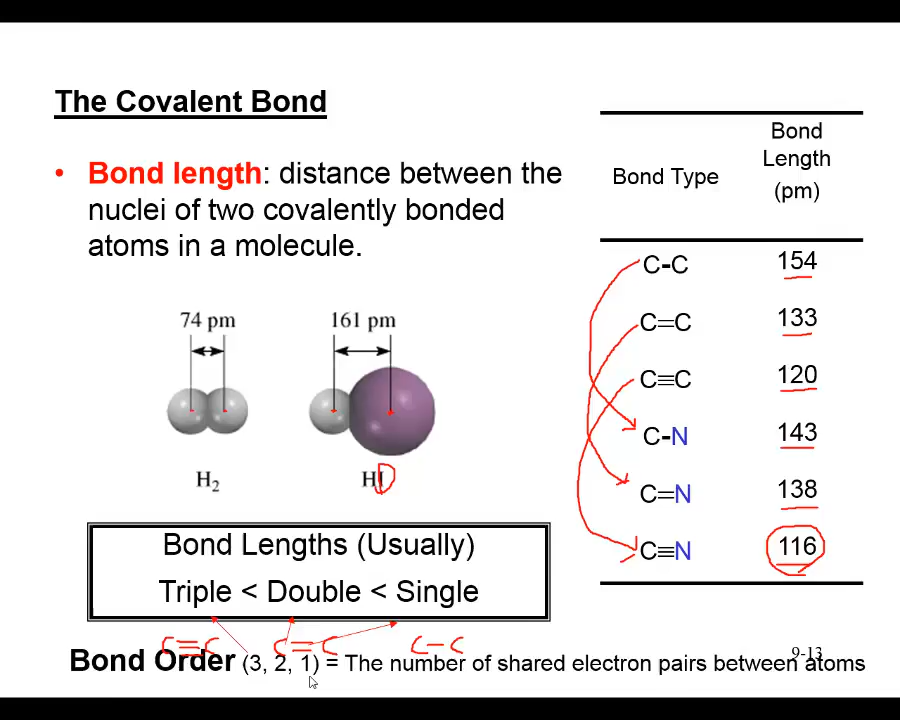 The Covalent Bond
• Bond length: distance between the
nuclei of two covalently bonded
atoms in a molecule.
74 pm
161 pm
H2
HI
Bond Lengths (Usually)
Triple < Double < Single
C≡C C=C C-C
Bond Order (3, 2, 1) = The number of shared electron pairs between atoms
Bond Type
Bond
Length
(pm)
C-C 154
C=C 133
C≡C 120
C-N 143
C=N 138
C≡N 116
9-13